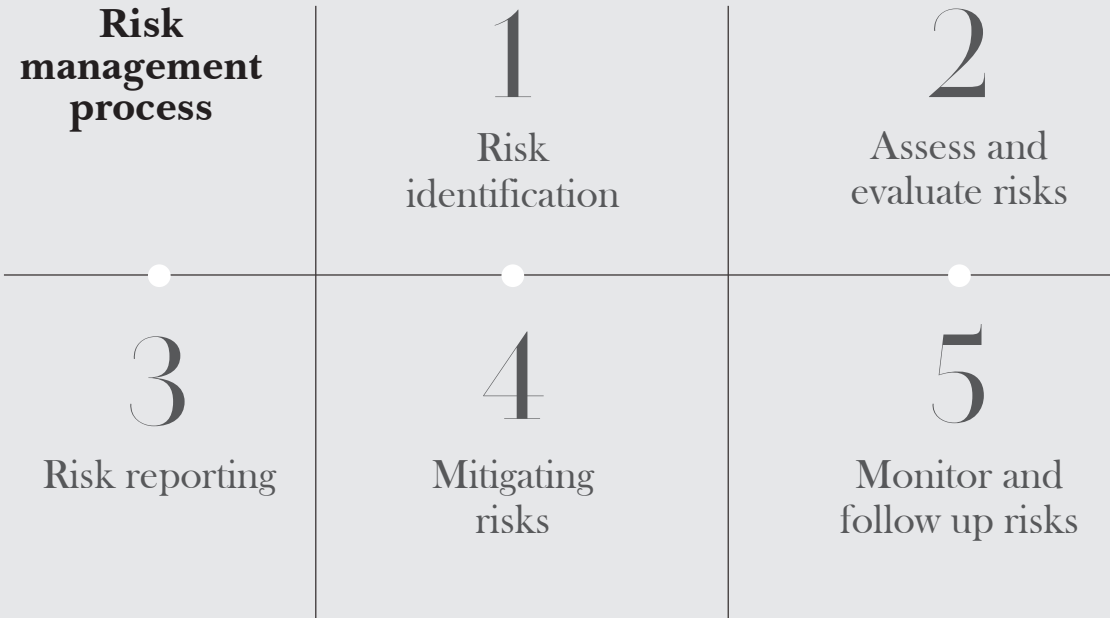 Risk
management
process
1
Risk
identification
2
Assess and
evaluate risks
3
Risk reporting
4
Mitigating
risks
5
Monitor and
follow up risks